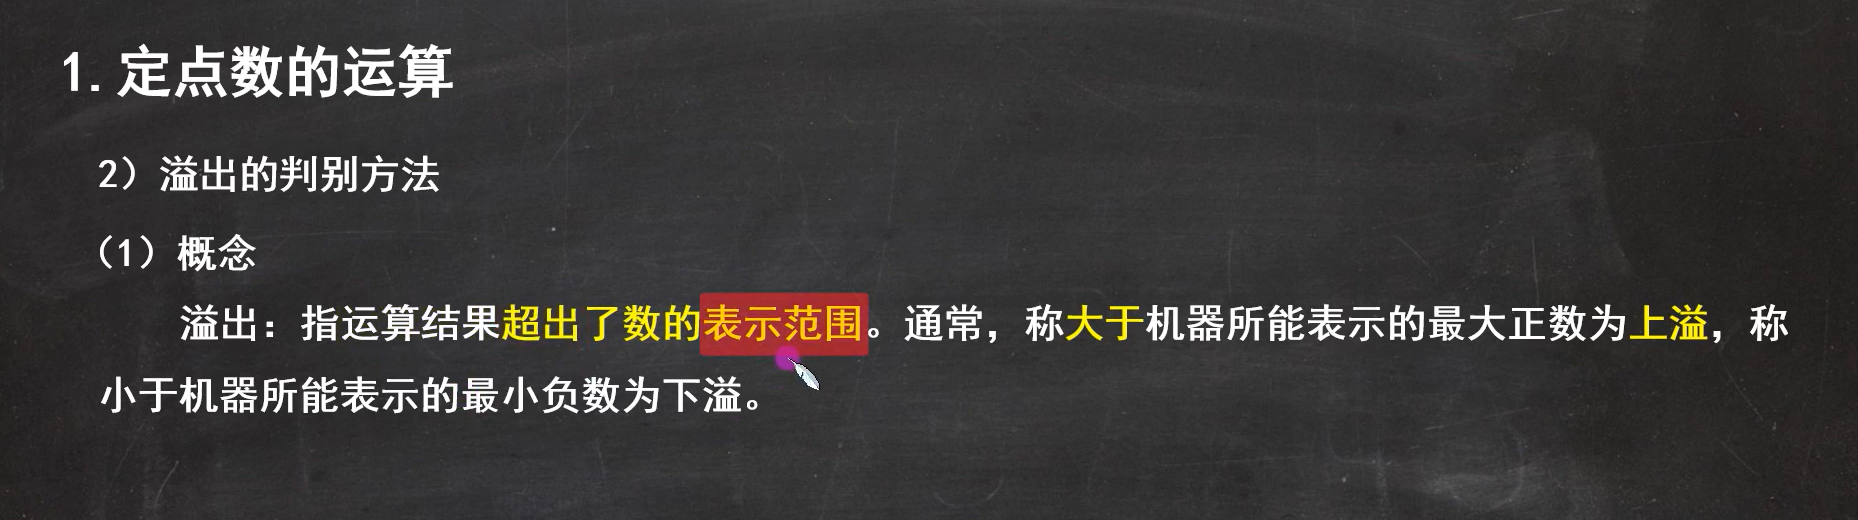 1.定点数的运算
2）溢出的判别方法
（1）概念
溢出：指运算结果超出了数的表示范围。通常，称大于机器所能表示的最大正数为上溢，称
小于机器所能表示的最小负数为下溢。